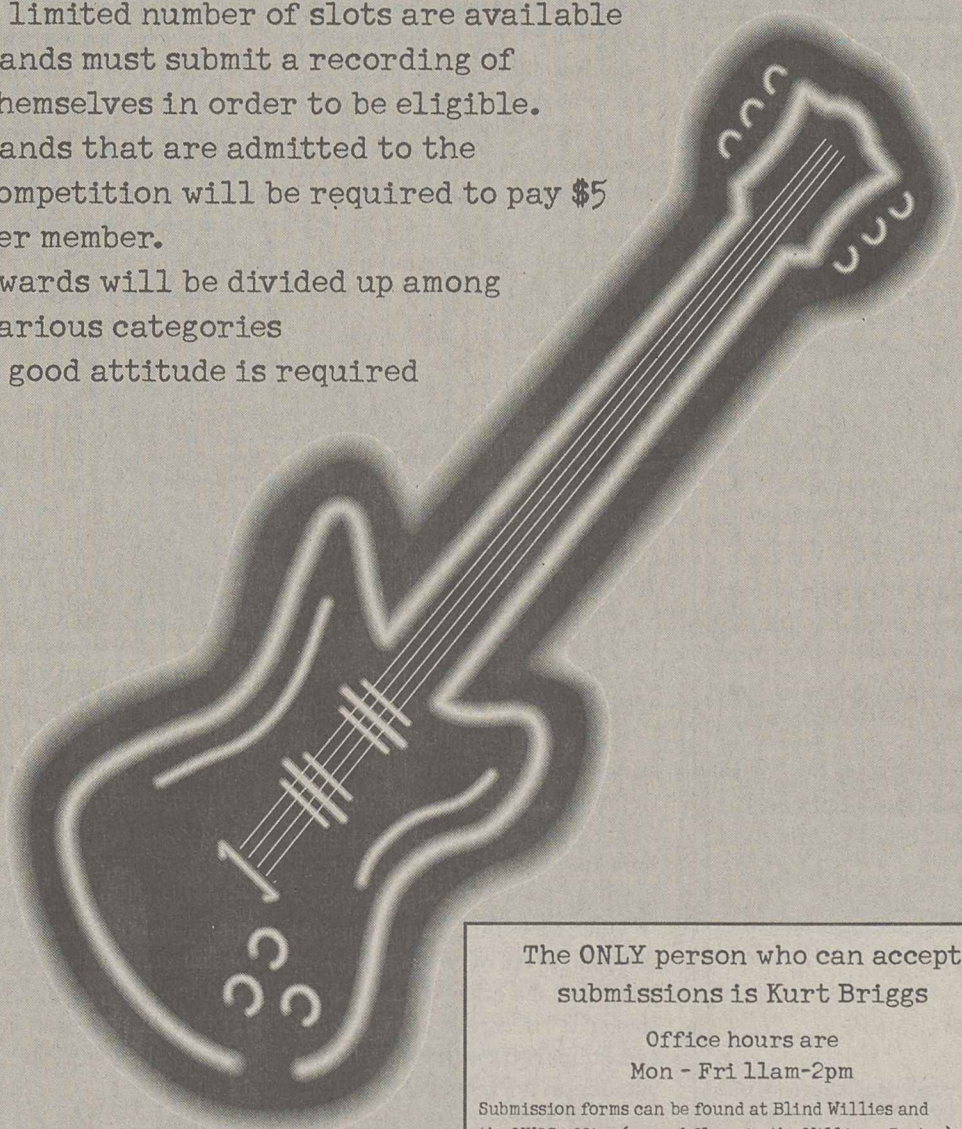 limited number of slots are available
ands must submit a recording of
hemselves in order to be eligible.
ands that are admitted to the
ompetition will be required to pay $5
er member.
wards will be divided up among
arious categories
good attitude is required
The ONLY person who can accept
submissions is Kurt Briggs
Office hours are
Mon - Fri 11am-2pm
Submission forms can be found at Blind Willies and